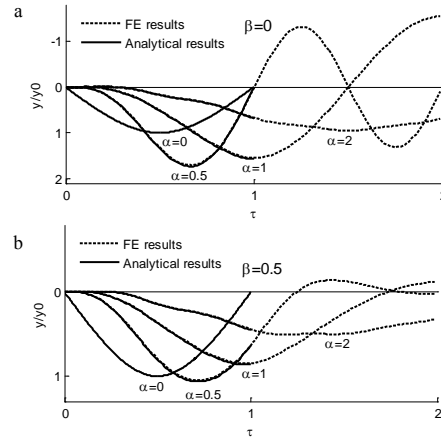 a
FE results
Analytical results
β=0
-1
0
1
2
y/y0
α=0
α=0.5
α=1
α=2
0
1
2
τ
b
FE results
Analytical results
β=0.5
0
1
y/y0
α=0
α=0.5
α=1
α=2
0
1
2
τ